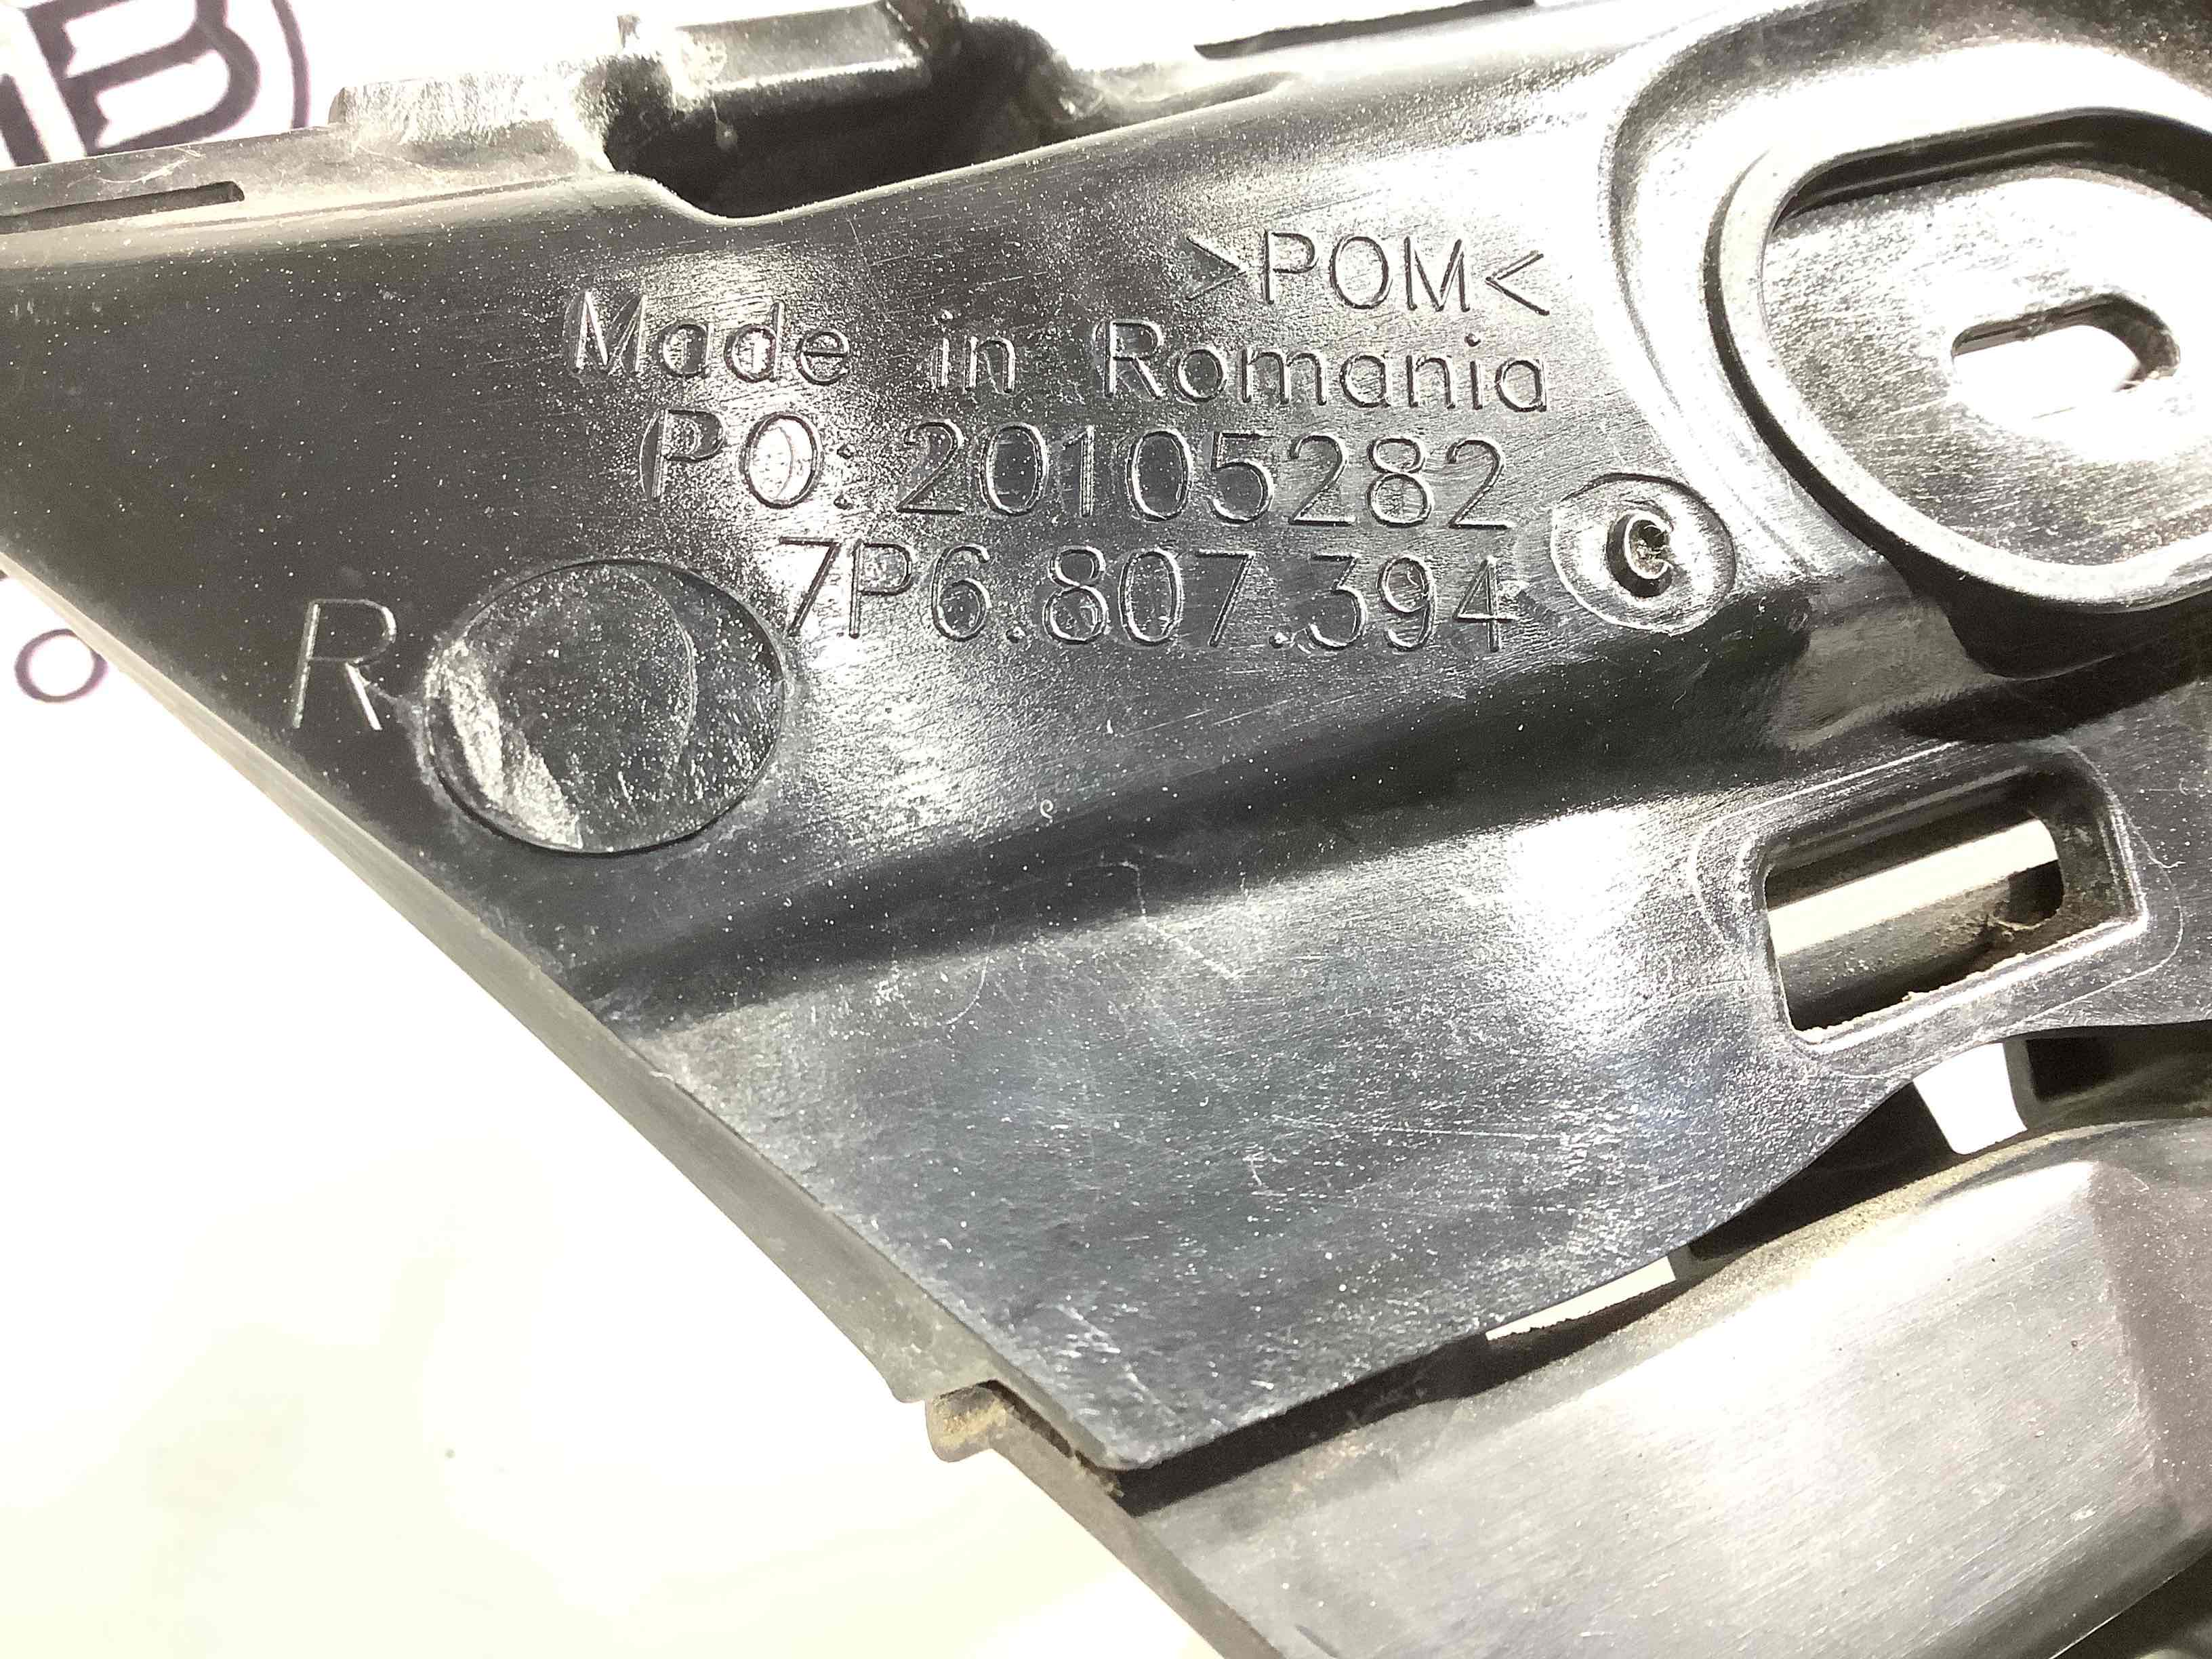 B
>POM<
Made in Romania
PO: 20105282
7P6.807.394
R
O